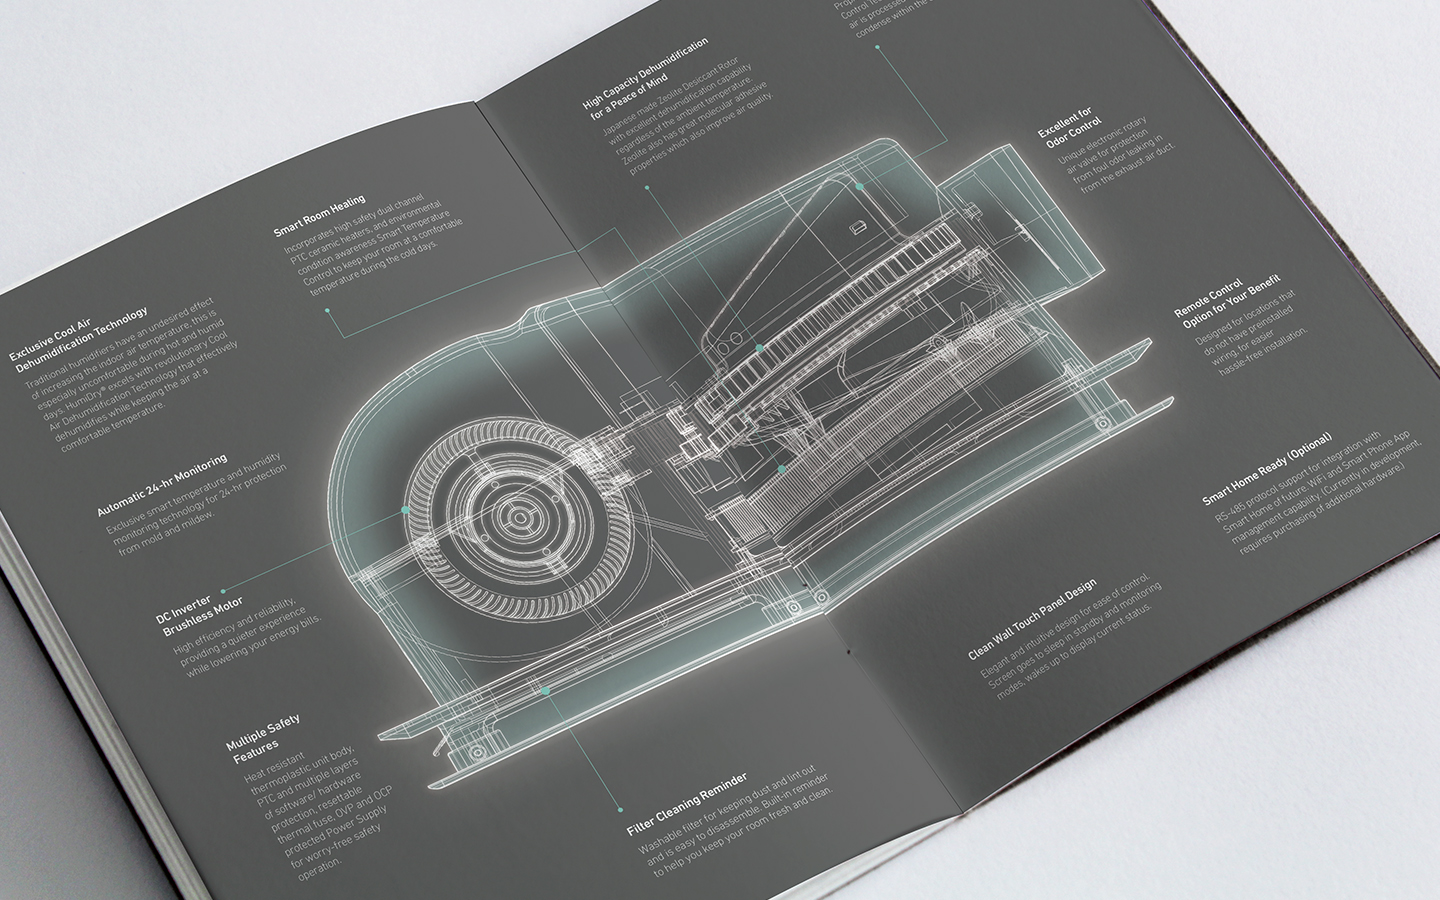 Exclusive Cool Air
Dehumidification Technology
Traditional humidifiers have an undesired effect
of increasing the indoor air temperature, this is
especially uncomfortable during hot and humid
days. HumiDry® excels with revolutionary Cool
Air Dehumidification Technology that effectively
dehumidifies while keeping the air at a
comfortable temperature.
Smart Room Heating
Incorporates high safety dual channel
PTC ceramic heaters, and environmental
condition awareness Smart Temperature
Control to keep your room at a comfortable
temperature during the cold days.
Automatic 24-hr Monitoring
Exclusive smart temperature and humidity
monitoring technology for 24-hr protection
from mold and mildew.
DC Inverter
Brushless Motor
High efficiency and reliability,
providing a quieter experience
while lowering your energy bills.
Multiple Safety
Features
Heat resistant
thermoplastic unit body,
PTC and multiple layers
of software/ hardware
protection, resettable
thermal fuse, OVP and OCP
protected Power Supply
for worry-free safety
operation.
Filter Cleaning Reminder
Washable filter for keeping dust and lint out
and is easy to disassemble. Built-in reminder
to help you keep your room fresh and clean.
High Capacity Dehumidification
for a Peace of Mind
Japanese made Zeolite Desiccant Rotor
with excellent dehumidification capability
regardless of the ambient temperature.
Zeolite also has great molecular adhesive
properties which also improve air quality.
air is processed
condense within the
Excellent for
Odor Control
Unique electronic rotary
air valve for protection
from foul odor leaking in
from the exhaust air duct.
Remote Control
Option for Your Benefit
Designed for locations that
do not have preinstalled
wiring, for easier
hassle-free installation.
Smart Home Ready (Optional)
RS-485 protocol support for integration with
Smart Home of future. WiFi and Smart Phone App
management capability. (Currently in development,
requires purchasing of additional hardware.)
Clean Wall Touch Panel Design
Elegant and intuitive design for ease of control.
Screen goes to sleep in standby and monitoring
modes, wakes up to display current status.